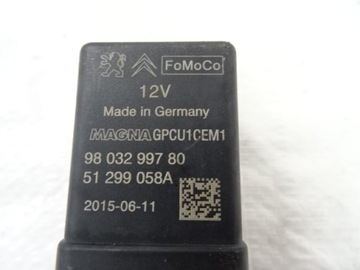 FoMoCo
12V
Made in Germany
MAGNA GPCU1CEM1
98 032 997 80
51 299 058A
2015-06-11